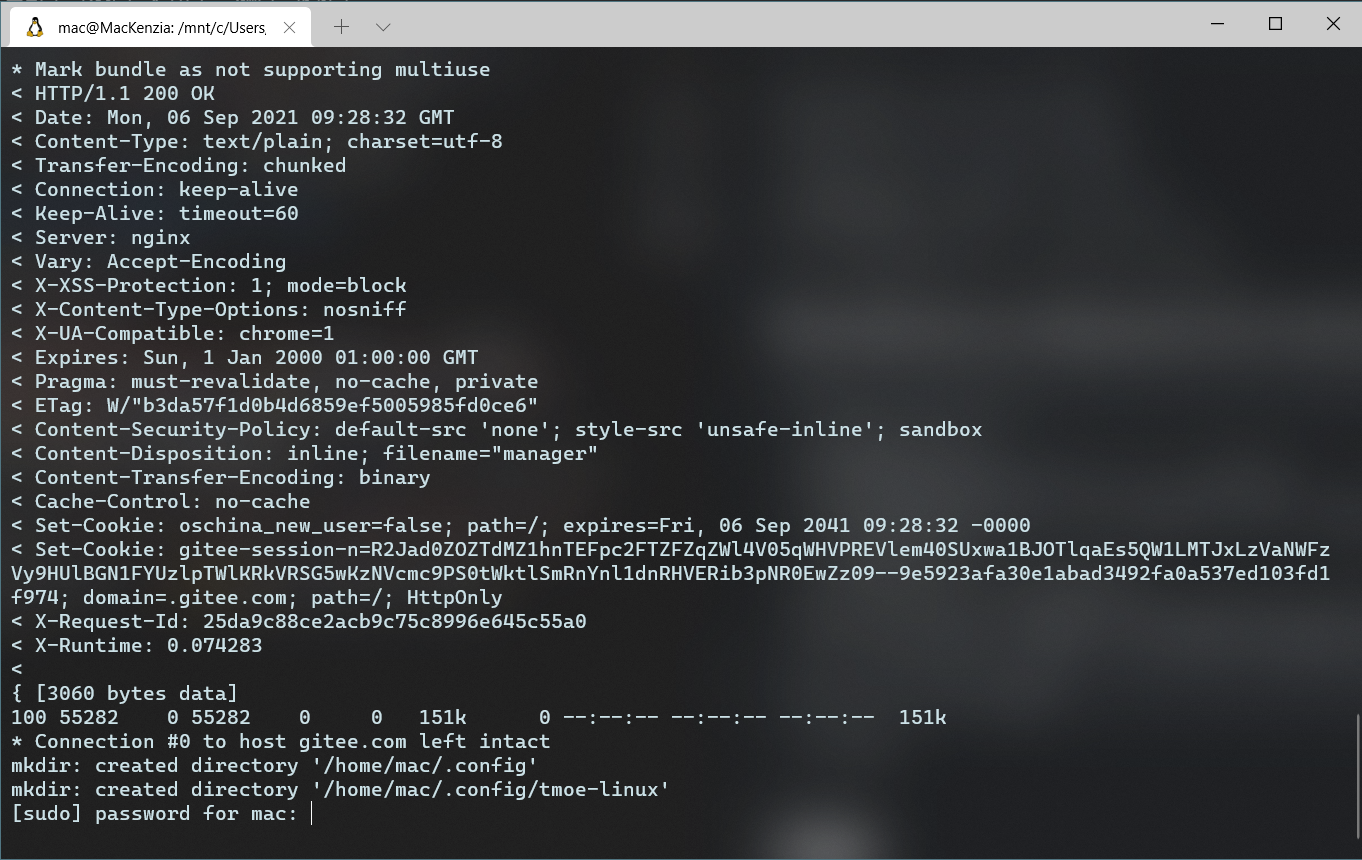 mac@MacKenzia: /mnt/c/Users,
* Mark bundle as not supporting multiuse
< HTTP/1.1 200 OK
< Date: Mon, 06 Sep 2021 09:28:32 GMT
< Content-Type: text/plain; charset=utf-8
< Transfer-Encoding: chunked
< Connection: keep-alive
< Keep-Alive: timeout=60
< Server: nginx
< Vary: Accept-Encoding
< X-XSS-Protection: 1; mode=block
< X-Content-Type-Options: nosniff
< X-UA-Compatible: chrome=1
< Expires: Sun, 1 Jan 2000 01:00:00 GMT
< Pragma: must-revalidate, no-cache, private
< ETag: W/"b3da57f1d0b4d6859ef5005985fd0ce6"
< Content-Security-Policy: default-src 'none'; style-src 'unsafe-inline'; sandbox
< Content-Disposition: inline; filename="manager"
< Content-Transfer-Encoding: binary
< Cache-Control: no-cache
< Set-Cookie: oschina_new_user=false; path=/; expires=Fri, 06 Sep 2041 09:28:32 -0000
< Set-Cookie: gitee-session-n=R2Jad0ZOZTdMZ1hnTEFpc2FTZFZqZWl4V05qWHVPREVlem40SUxwa1BJOTlqaEs5QW1LMTJxLzVaNWFz
Vy9HUlBGN1FYUzlpTWlKRkVRSG5wKzNVcmc9PS0tWktlSmRnYnl1dnRHVERib3pNR0EwZz09--9e5923afa30e1abad3492fa0a537ed103fd1
f974; domain=.gitee.com; path=/; HttpOnly
< X-Request-Id: 25da9c88ce2acb9c75c8996e645c55a0
< X-Runtime: 0.074283
<
{ [3060 bytes data]
100 55282    0 55282    0     0   151k      0 --:--:-- --:--:-- --:--:--  151k
* Connection #0 to host gitee.com left intact
mkdir: created directory '/home/mac/.config'
mkdir: created directory '/home/mac/.config/tmoe-linux'
[sudo] password for mac: